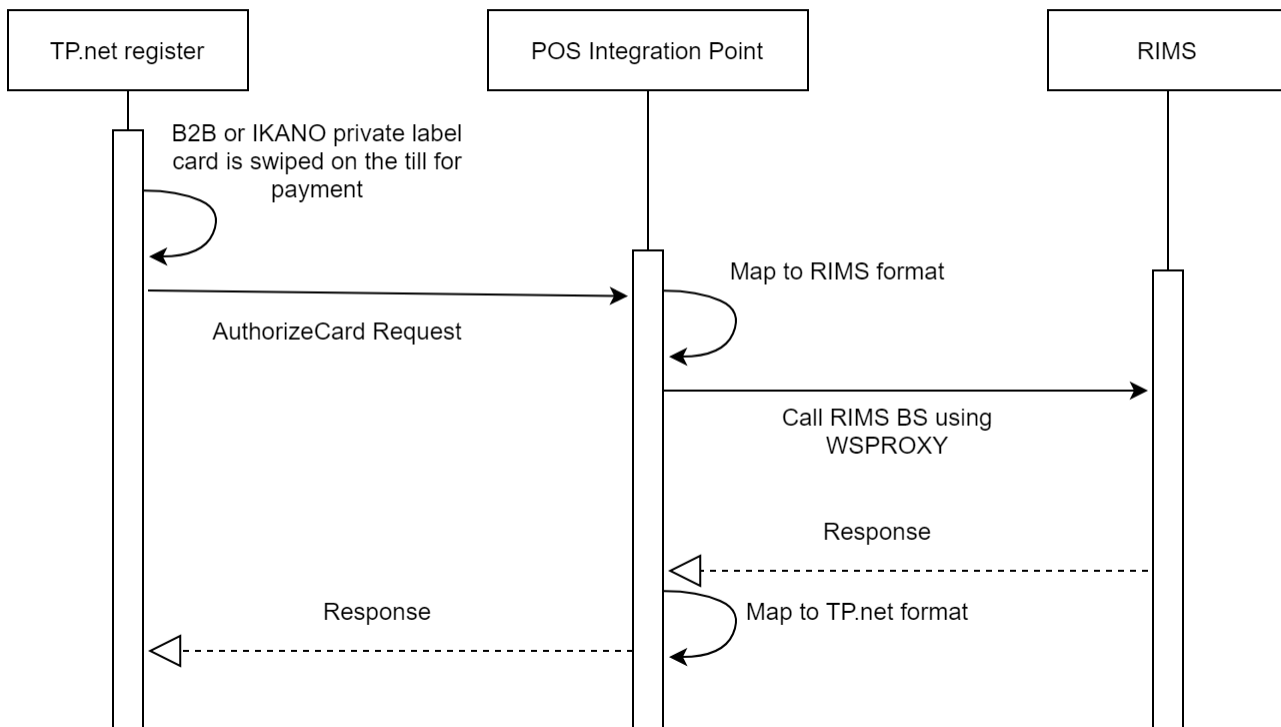 TP.net register
POS Integration Point
RIMS
B2B or IKANO private label
card is swiped on the till for
payment
Map to RIMS format
AuthorizeCard Request
Call RIMS BS using
WSPROXY
Response
Response
Map to TP.net format